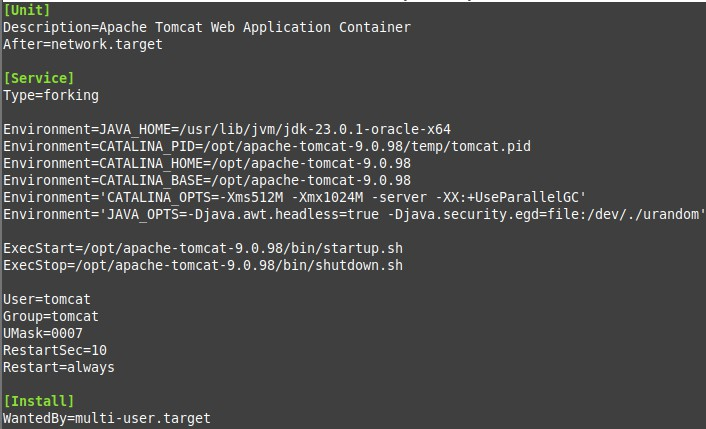 [Unit]
Description=Apache Tomcat Web Application Container
After=network.target
[Service]
Type=forking
Environment=JAVA_HOME=/usr/lib/jvm/jdk-23.0.1-oracle-x64
Environment=CATALINA_PID=/opt/apache-tomcat-9.0.98/temp/tomcat.pid
Environment=CATALINA_HOME=/opt/apache-tomcat-9.0.98
Environment=CATALINA_BASE=/opt/apache-tomcat-9.0.98
Environment='CATALINA_OPTS=-Xms512M -Xmx1024M -server -XX:+UseParallelGC'
Environment='JAVA_OPTS=-Djava.awt.headless=true -Djava.security.egd=file:/dev/./urandom'
ExecStart=/opt/apache-tomcat-9.0.98/bin/startup.sh
ExecStop=/opt/apache-tomcat-9.0.98/bin/shutdown.sh
User=tomcat
Group=tomcat
UMask=0007
RestartSec=10
Restart=always
[Install]
WantedBy=multi-user.target